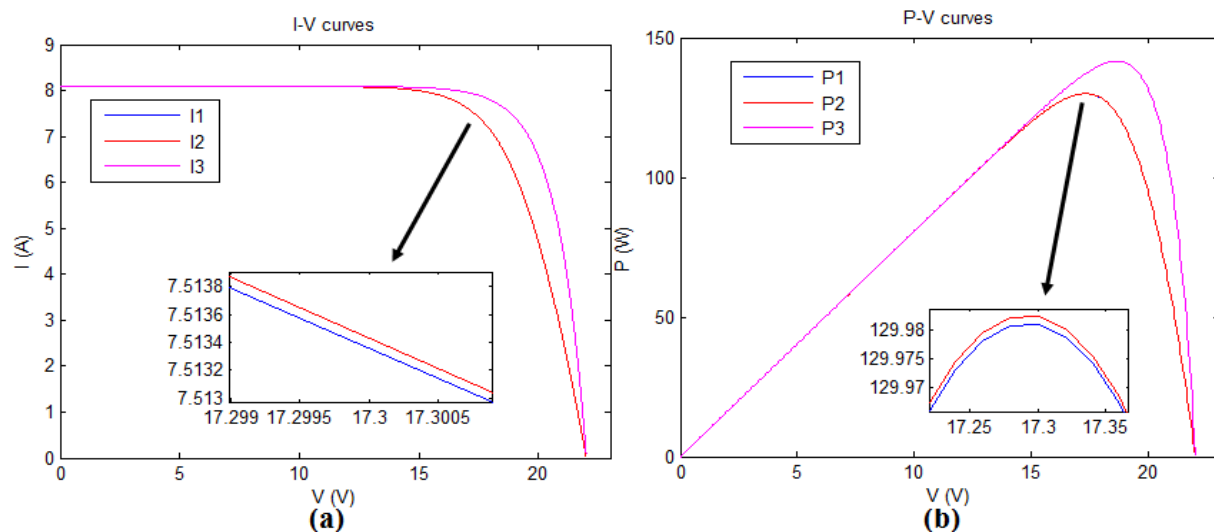 I-V curves
9
8
7
6
5
4
3
2
1
0
I (A)
I1
I2
I3
7.5138
7.5136
7.5134
7.5132
7.513
17.299 17.2995 17.3 17.3005
0 5 10 15 20
V (V)
(a)
P-V curves
150
100
50
0
P (W)
P1
P2
P3
129.98
129.975
129.97
17.25 17.3 17.35
0 5 10 15 20
V (V)
(b)